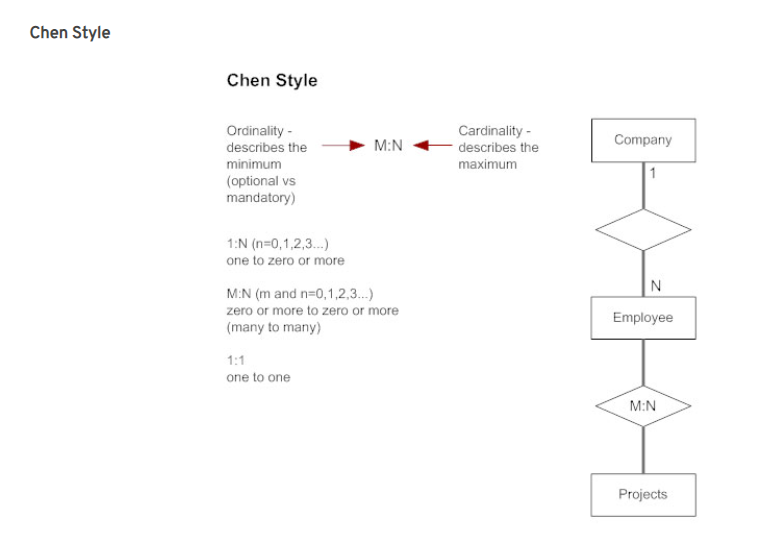 Chen Style
Chen Style
Ordinality -
describes the
minimum
(optional vs
mandatory)
M:N
Cardinality -
describes the
maximum
1:N (n=0,1,2,3...)
one to zero or more
M:N (m and n=0,1,2,3...)
zero or more to zero or more
(many to many)
1:1
one to one
Company
1
N
Employee
M:N
Projects